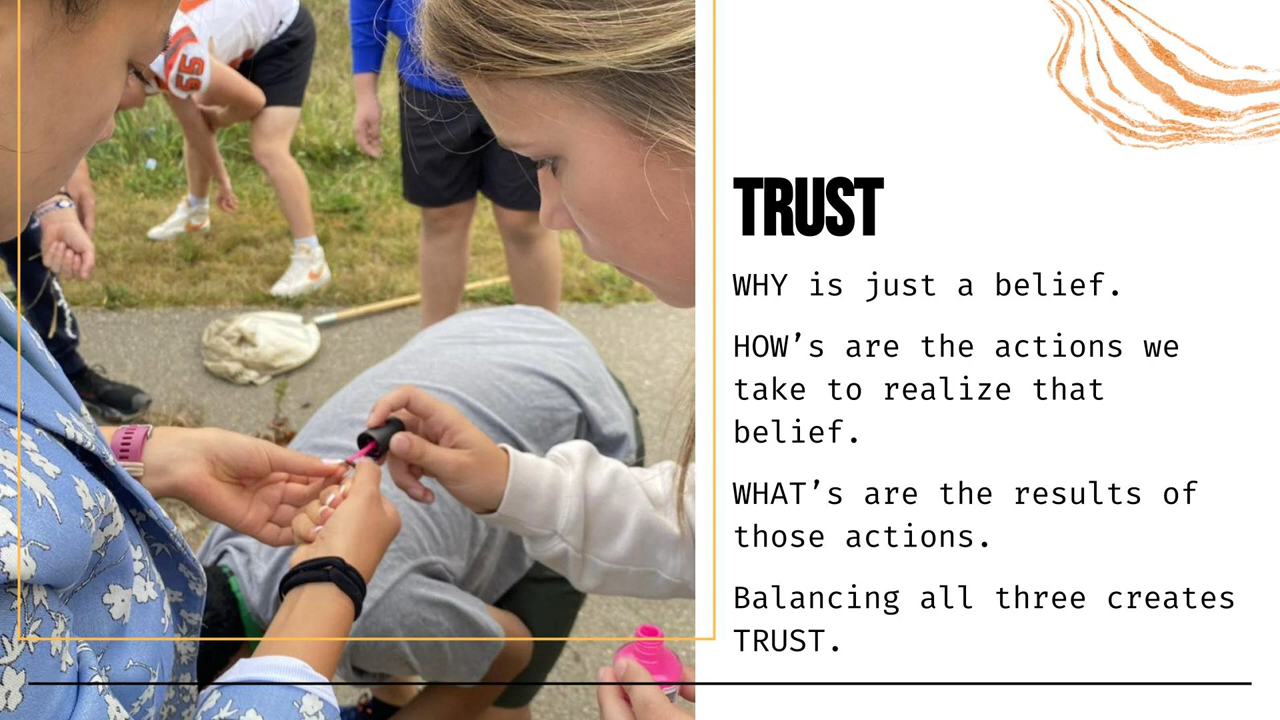 55
TRUST
WHY is just a belief.
HOW’s are the actions we
take to realize that
belief.
WHAT’s are the results of
those actions.
Balancing all three creates
TRUST.